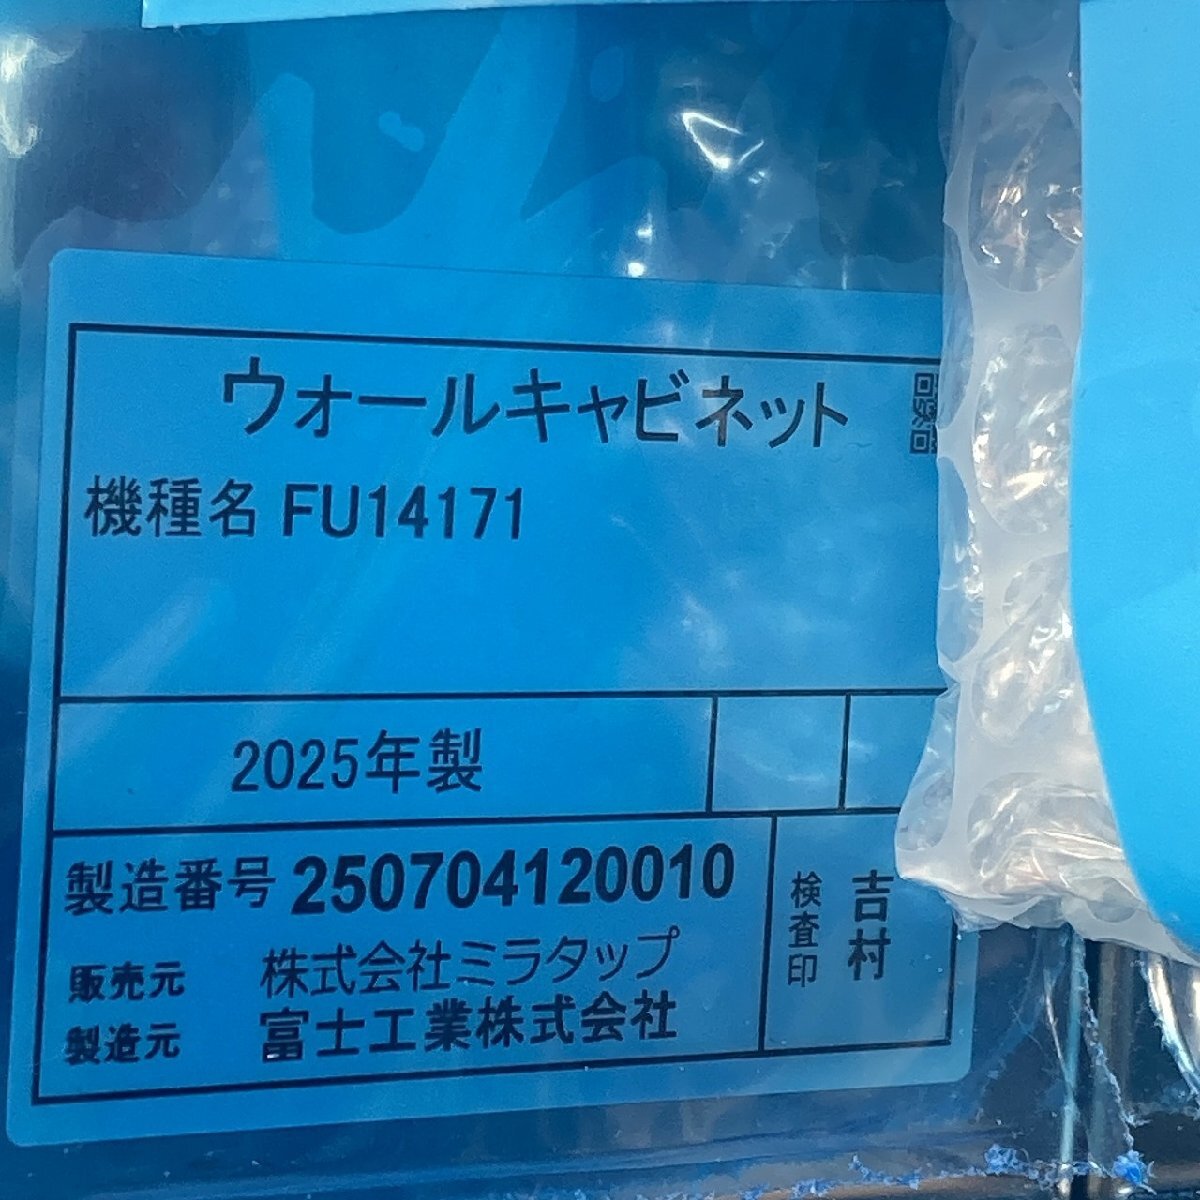 ウォールキャビネット
機種名 FU14171
2025年製
製造番号 250704120010
販売元 株式会社ミラタップ
製造元 富士工業株式会社
検査印
吉村